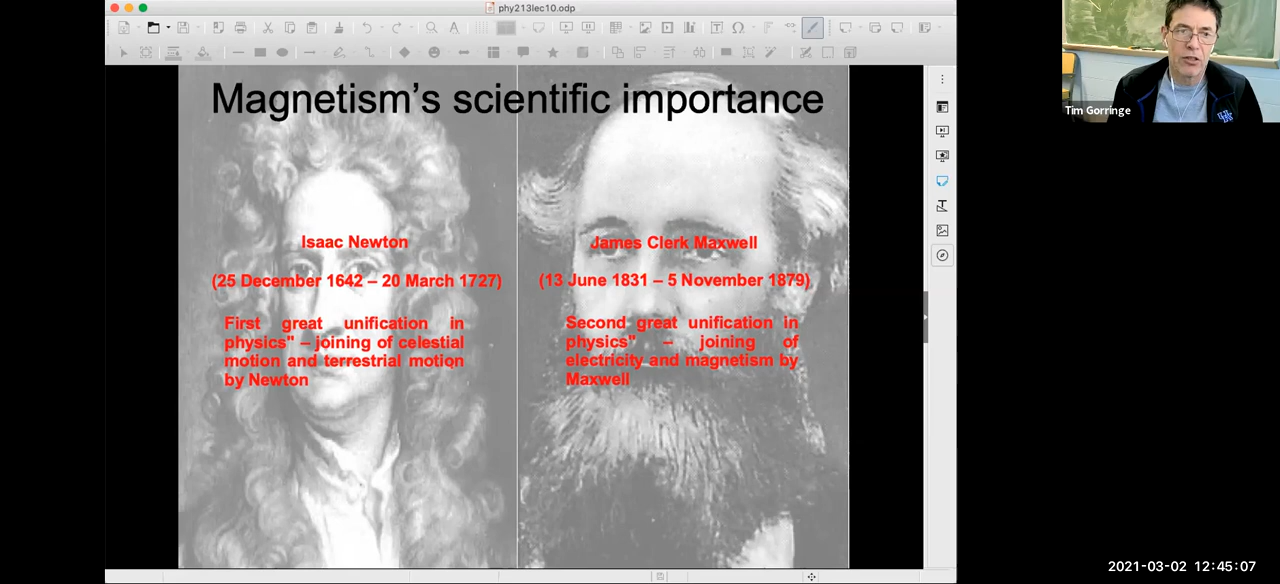 phy213lec10.odp
Magnetism's scientific importance
Isaac Newton
(25 December 1642 – 20 March 1727)
First great unification in
physics" – joining of celestial
motion and terrestrial motion
by Newton
James Clerk Maxwell
(13 June 1831 – 5 November 1879)
Second great unification in
physics" – joining of
electricity and magnetism by
Maxwell
Tim Gorringe
2021-03-02 12:45:07